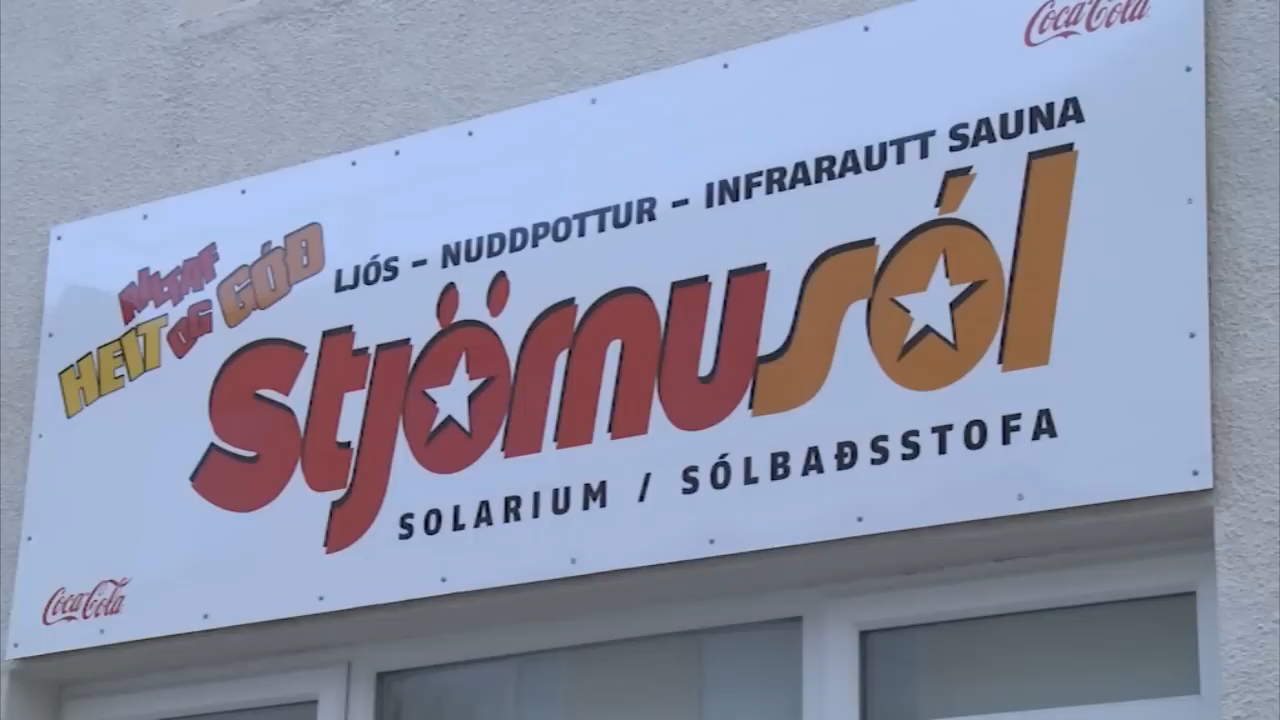 Coca-Cola
LJÓS - NUDDPOTTUR - INFRARAUTT SAUNA
HEIT OG GÓÐ
Stjörnusól
SOLARIUM / SÓLBAÐSSTOFA
Coca-Cola